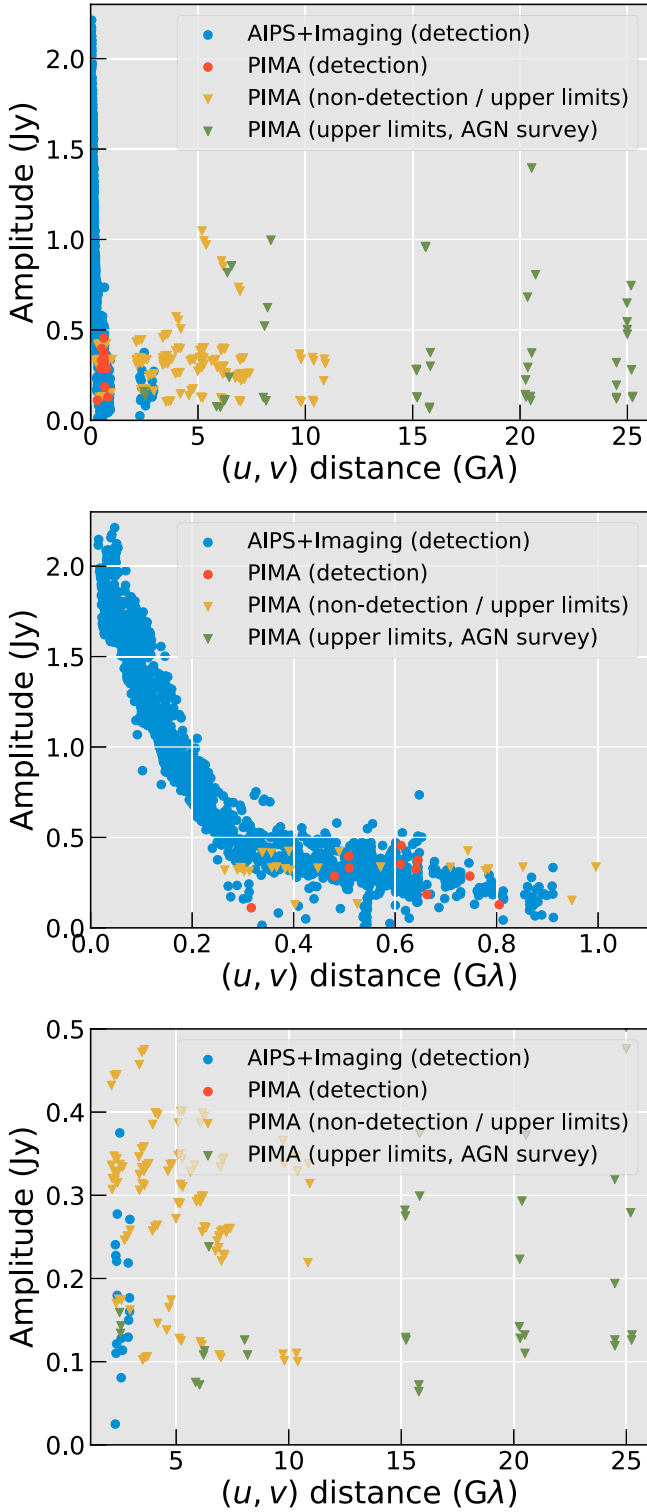 AIPS+Imaging (detection)
PIMA (detection)
PIMA (non-detection / upper limits)
PIMA (upper limits, AGN survey)
Amplitude (Jy)
2.0
1.5
1.0
0.5
0.0
0 5 10 15 20 25
(u, v) distance (Gλ)
AIPS+Imaging (detection)
PIMA (detection)
PIMA (non-detection / upper limits)
PIMA (upper limits, AGN survey)
Amplitude (Jy)
2.0
1.5
1.0
0.5
0.0
0.0 0.2 0.4 0.6 0.8 1.0
(u, v) distance (Gλ)
AIPS+Imaging (detection)
PIMA (detection)
PIMA (non-detection / upper limits)
PIMA (upper limits, AGN survey)
Amplitude (Jy)
0.5
0.4
0.3
0.2
0.1
0.0
5 10 15 20 25
(u, v) distance (Gλ)